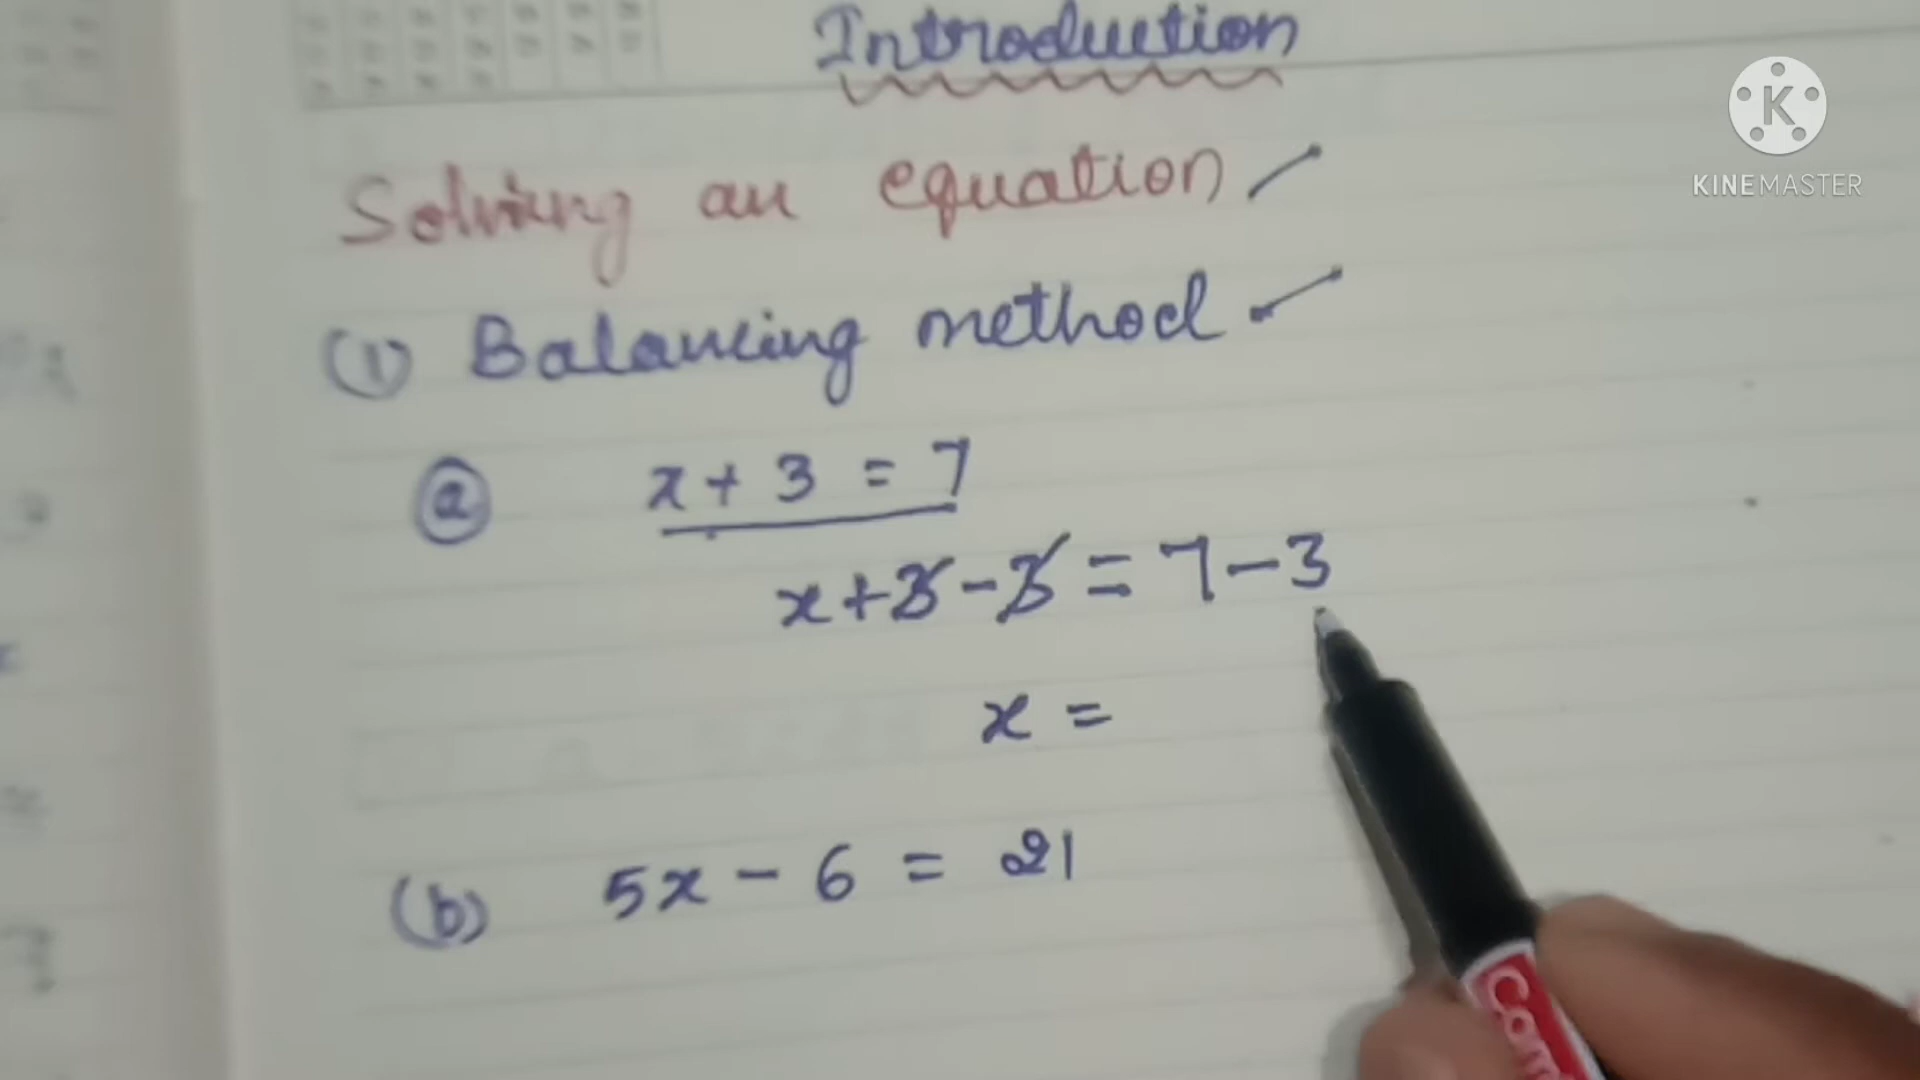 Introduction
KINEMASTER
Solving an equation
(1) Balancing method
(a) x + 3 = 7
x + 3 - 3 = 7 - 3
x =
(b) 5x - 6 = 21